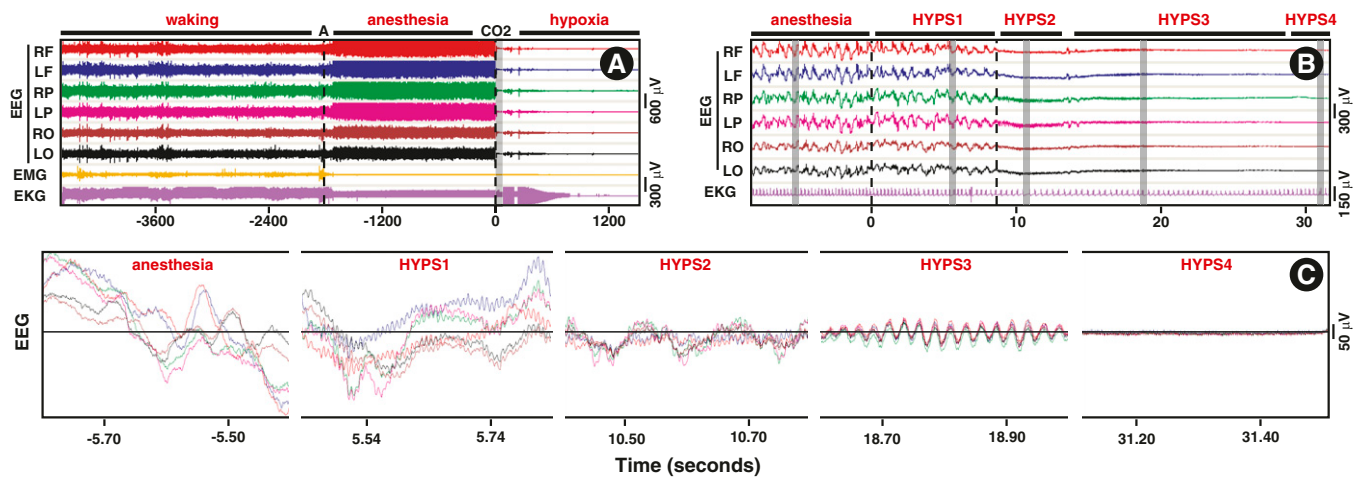 waking anesthesia hypoxia
A CO2
A
EEG
RF
LF
RP
LP
RO
LO
EMG
EKG
600 µV
300 µV
-3600 -2400 -1200 0 1200
anesthesia HYPS1 HYPS2 HYPS3 HYPS4
B
EEG
RF
LF
RP
LP
RO
LO
EKG
300 µV
150 µV
0 10 20 30
anesthesia HYPS1 HYPS2 HYPS3 HYPS4
C
EEG
50 µV
-5.70 -5.50 5.54 5.74 10.50 10.70 18.70 18.90 31.20 31.40
Time (seconds)